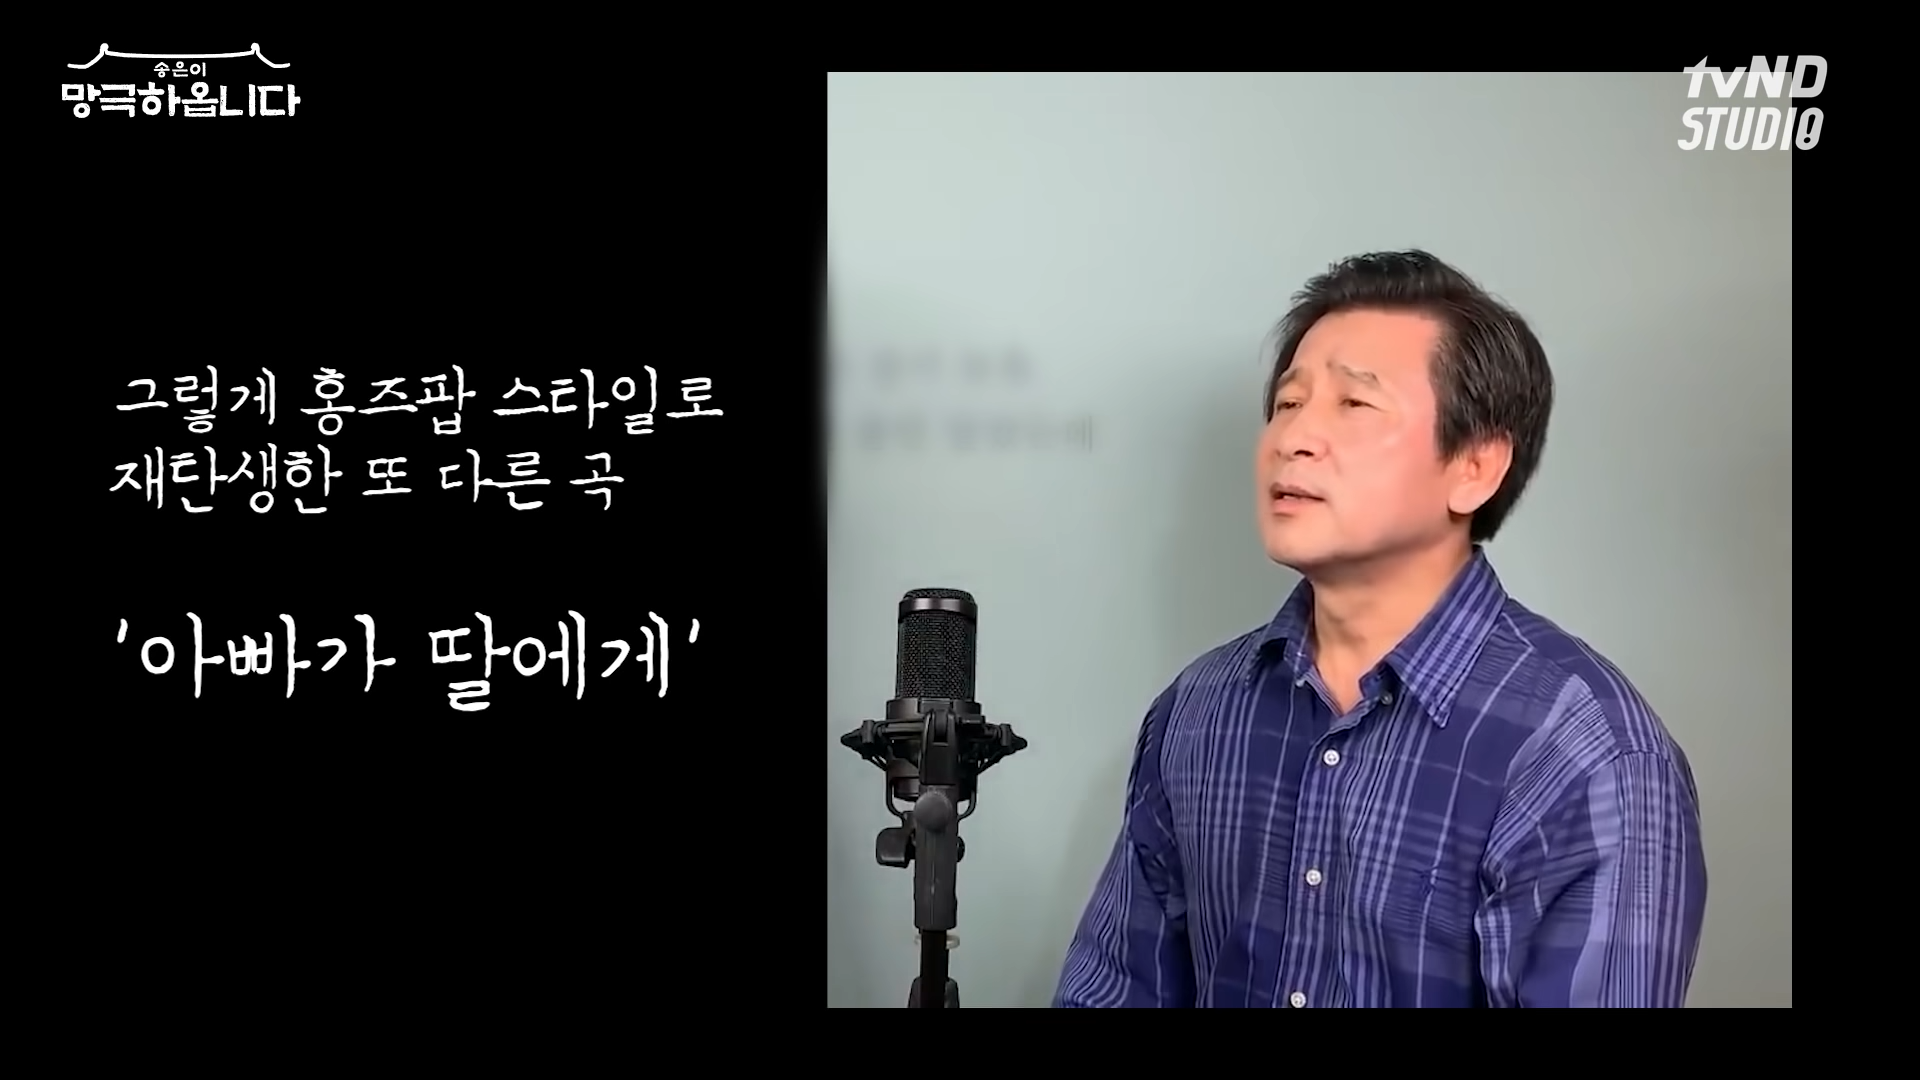 송은이
망극하옵니다
tvND
STUDIO
그렇게 홍즈팝 스타일로
재탄생한 또 다른 곡
'아빠가 딸에게'